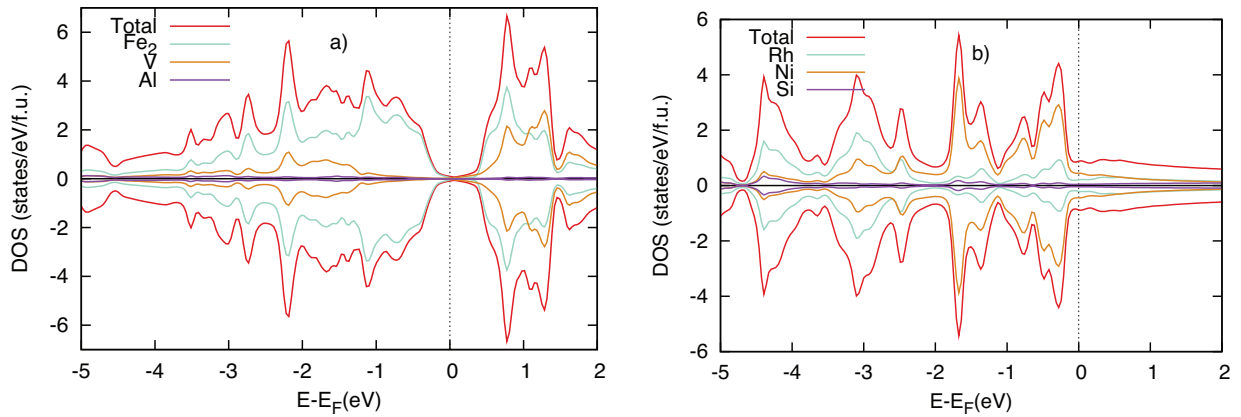 Total
Fe2
V
Al
a)
6
4
2
0
-2
-4
-6
DOS (states/eV/f.u.)
-5 -4 -3 -2 -1 0 1 2
E-EF(eV)
Total
Rh
Ni
Si
b)
6
4
2
0
-2
-4
-6
DOS (states/eV/f.u.)
-5 -4 -3 -2 -1 0 1 2
E-EF(eV)